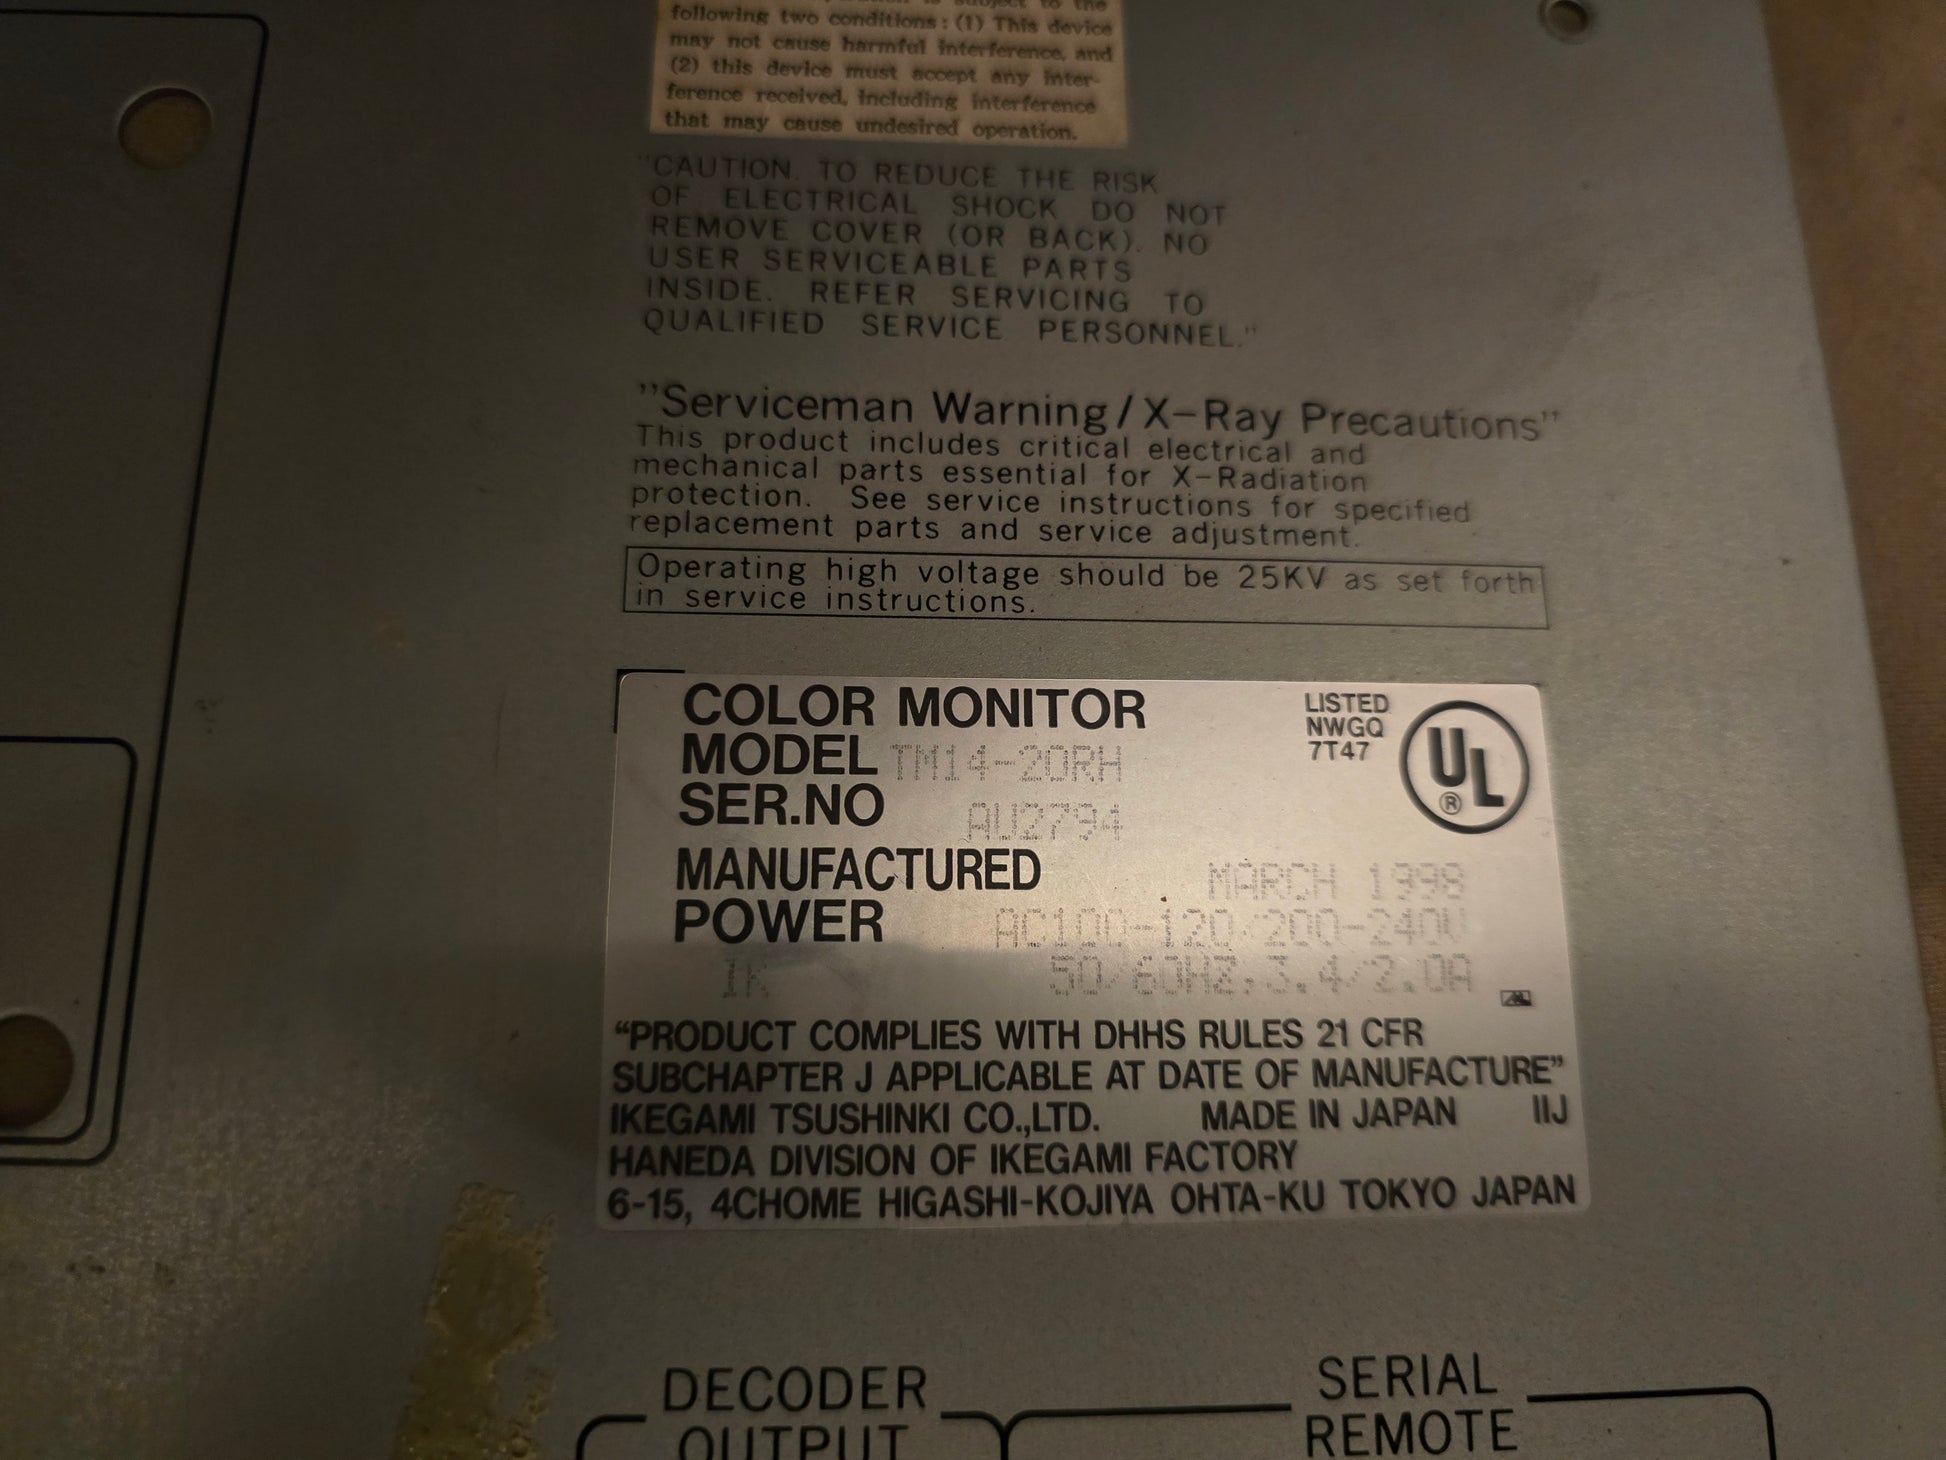 is subject to the
following two conditions: (1) This device
may not cause harmful interference, and
(2) this device must accept any inter-
ference received, including interference
that may cause undesired operation.
"CAUTION. TO REDUCE THE RISK
OF ELECTRICAL SHOCK DO NOT
REMOVE COVER (OR BACK). NO
USER SERVICEABLE PARTS
INSIDE. REFER SERVICING TO
QUALIFIED SERVICE PERSONNEL."
"Serviceman Warning/X-Ray Precautions"
This product includes critical electrical and
mechanical parts essential for X-Radiation
protection. See service instructions for specified
replacement parts and service adjustment.
Operating high voltage should be 25KV as set forth
in service instructions.
COLOR MONITOR
LISTED
NWGQ
7T47
UL
®
MODEL TM14-20RH
SER.NO AU2794
MANUFACTURED MARCH 1998
POWER AC100-120/200-240V
1K 50/60HZ,3.4/2.0A
"PRODUCT COMPLIES WITH DHHS RULES 21 CFR
SUBCHAPTER J APPLICABLE AT DATE OF MANUFACTURE"
IKEGAMI TSUSHINKI CO.,LTD. MADE IN JAPAN IIJ
HANEDA DIVISION OF IKEGAMI FACTORY
6-15, 4CHOME HIGASHI-KOJIYA OHTA-KU TOKYO JAPAN
DECODER
OUTPUT
SERIAL
REMOTE